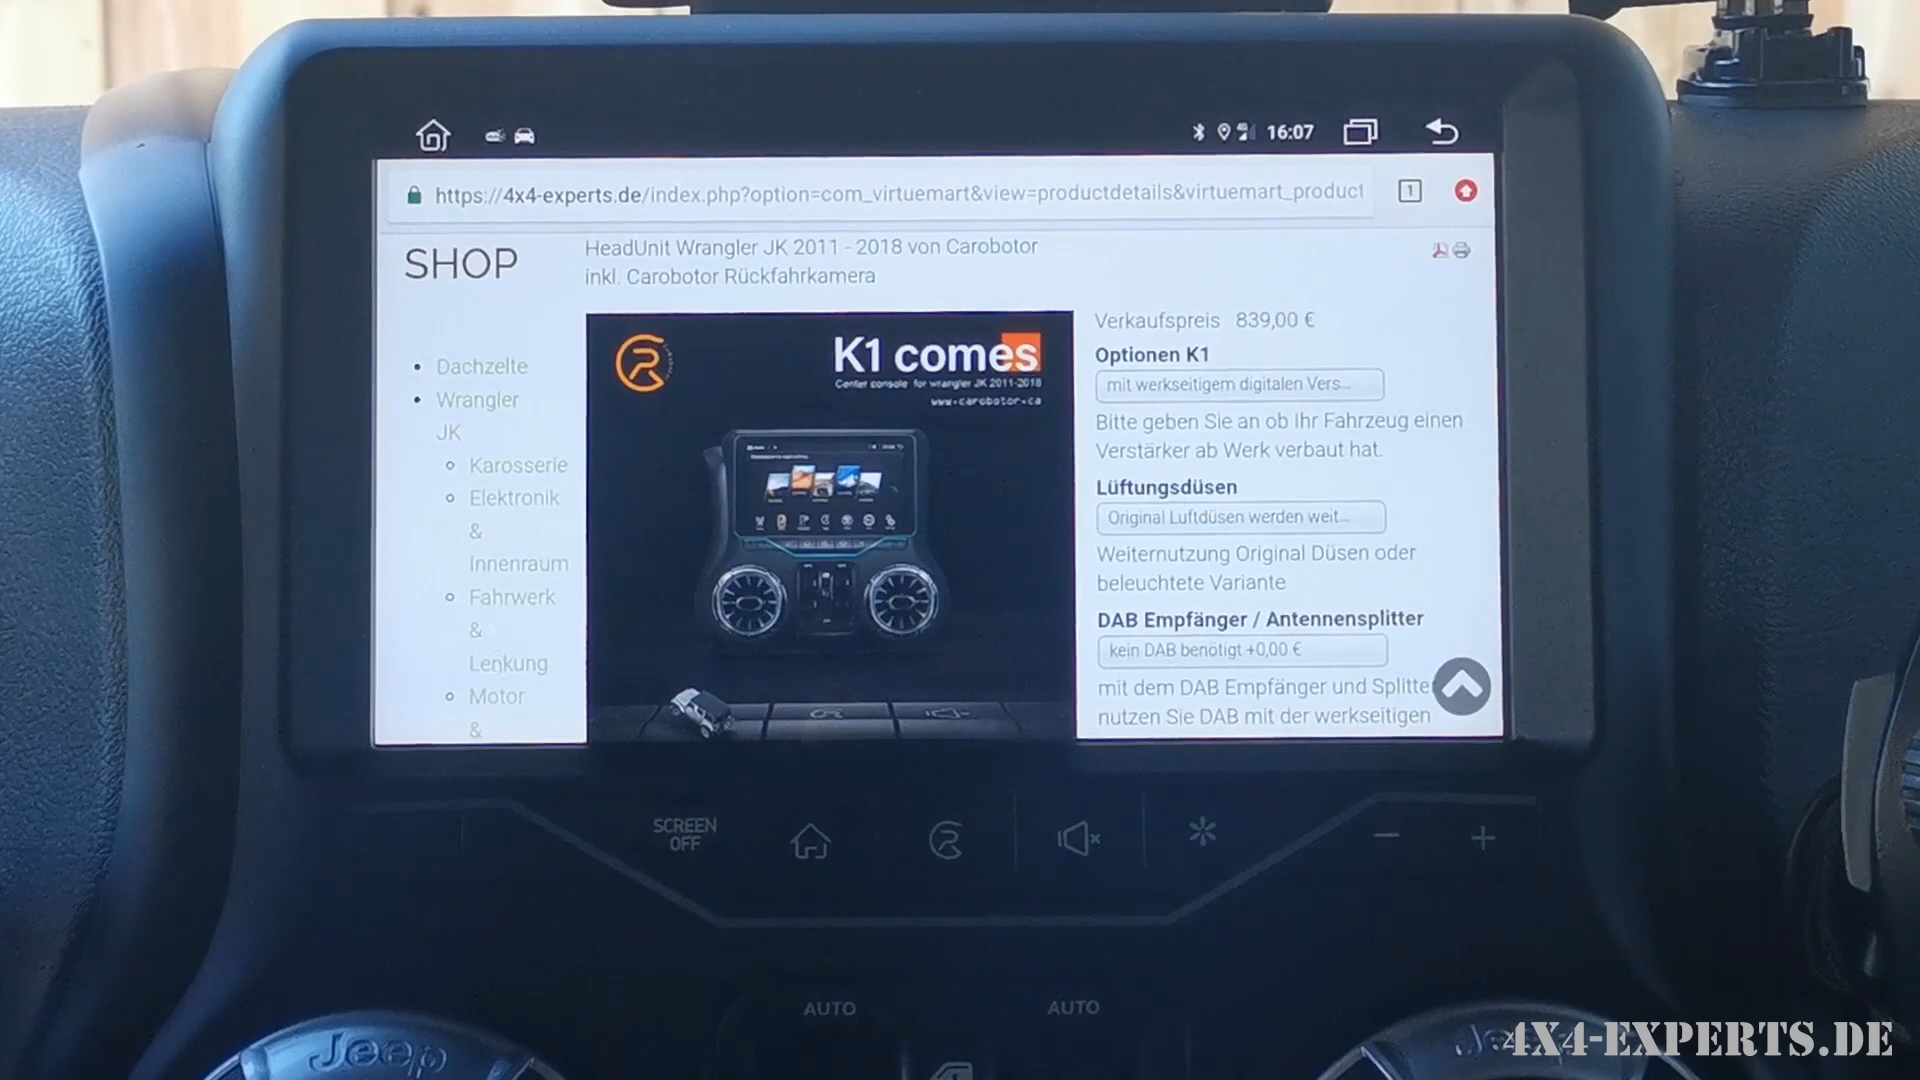 16:07
https://4x4-experts.de/index.php?option=com_virtuemart&view=productdetails&virtuemart_product
1
SHOP
HeadUnit Wrangler JK 2011 - 2018 von Carobotor
inkl. Carobotor Rückfahrkamera
Dachzelte
Wrangler
JK
Karosserie
Elektronik
&
Innenraum
Fahrwerk
&
Lenkung
Motor
&
K1 comes
Center console for wrangler JK 2011-2018
www.carobotor.ca
Verkaufspreis 839,00 €
Optionen K1
mit werkseitigem digitalen Vers...
Bitte geben Sie an ob Ihr Fahrzeug einen
Verstärker ab Werk verbaut hat.
Lüftungsdüsen
Original Luftdüsen werden weit...
Weiternutzung Original Düsen oder
beleuchtete Variante
DAB Empfänger / Antennensplitter
kein DAB benötigt +0,00 €
mit dem DAB Empfänger und Splitte
nutzen Sie DAB mit der werkseitigen
SCREEN
OFF
AUTO
AUTO
Jeep
Jeep
4X4-EXPERTS.DE